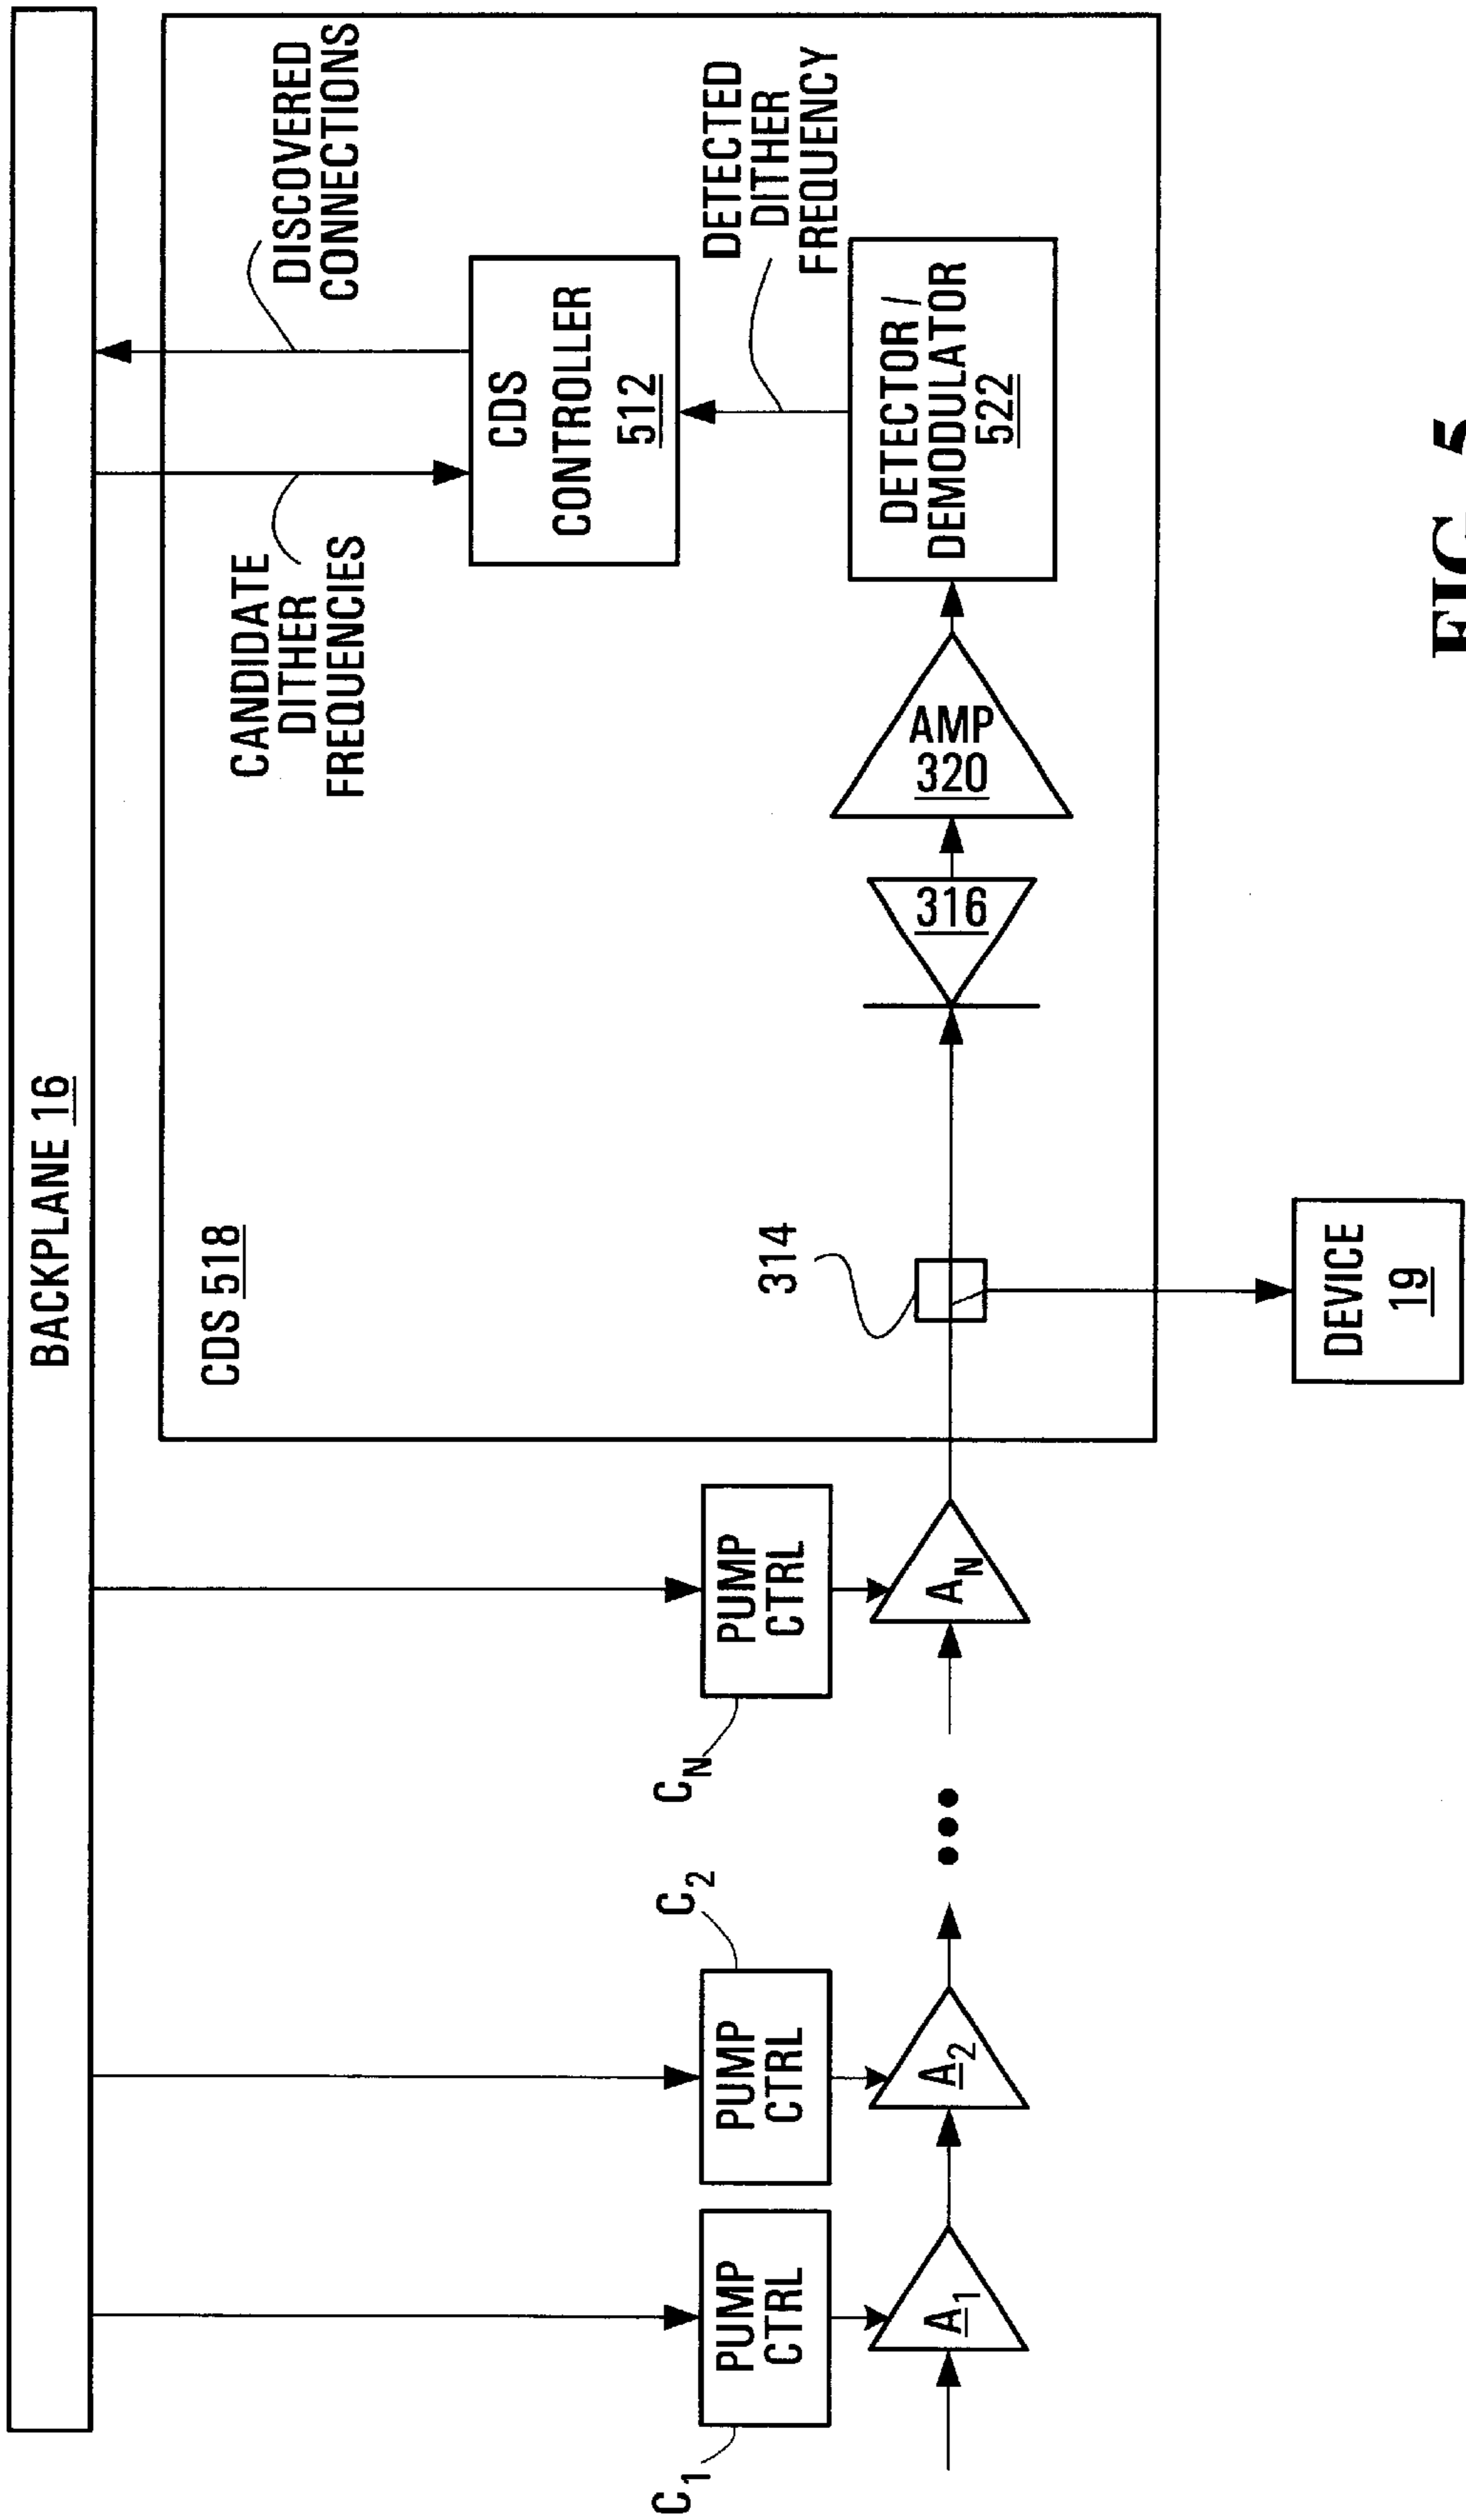 BACKPLANE 16
CDS 518
CANDIDATE
DITHER
FREQUENCIES
DISCOVERED
CONNECTIONS
CDS
CONTROLLER
512
DETECTED
DITHER
FREQUENCY
C1
PUMP
CTRL
C2
PUMP
CTRL
CN
PUMP
CTRL
314
A1
A2
AN
316
AMP
320
DETECTOR /
DEMODULATOR
522
DEVICE
19
FIG. 5